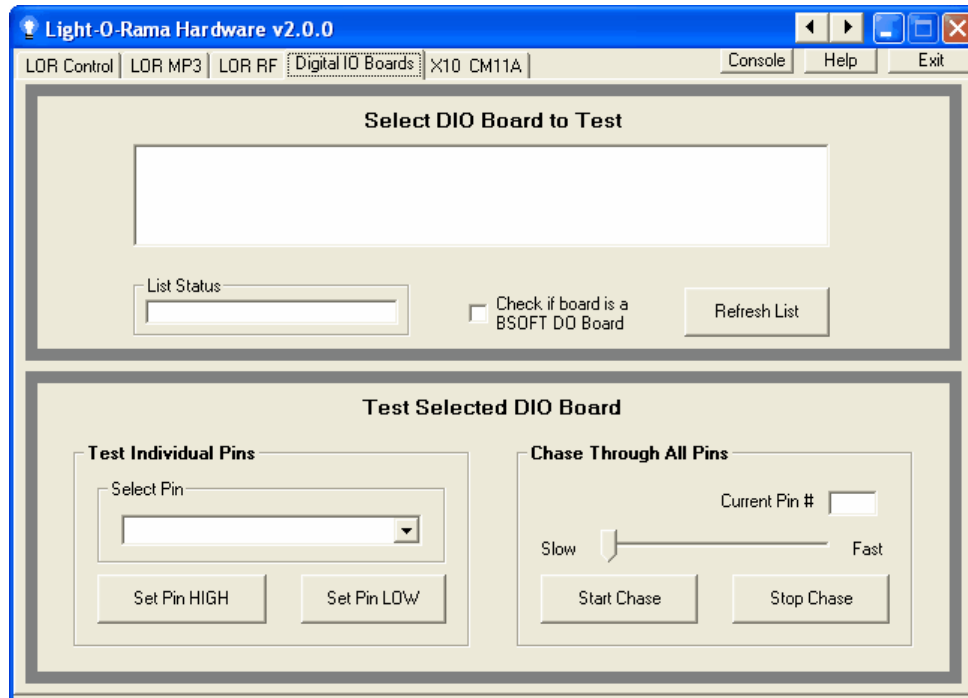 Light-O-Rama Hardware v2.0.0
LOR Control LOR MP3 LOR RF Digital IO Boards X10 CM11A Console Help Exit
Select DIO Board to Test
List Status
Check if board is a
BSOFT DO Board
Refresh List
Test Selected DIO Board
Test Individual Pins
Select Pin
Set Pin HIGH Set Pin LOW
Chase Through All Pins
Current Pin #
Slow Fast
Start Chase Stop Chase